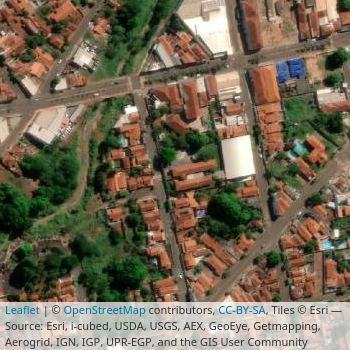 Leaflet | © OpenStreetMap contributors, CC-BY-SA, Tiles © Esri —
Source: Esri, i-cubed, USDA, USGS, AEX, GeoEye, Getmapping,
Aerogrid, IGN, IGP, UPR-EGP, and the GIS User Community